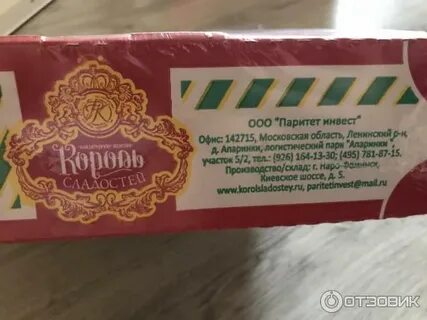 Король
СЛАДОСТЕЙ
ООО "Паритет инвест"
Офис: 142715, Московская область, Ленинский р-н,
д. Апаринки, логистический парк "Апаринки",
участок 5/2, тел.: (926) 164-13-30; (495) 781-87-15.
Производство/склад: г. Наро-Фоминск,
Киевское шоссе, д. 5.
www.korolsladostey.ru, paritetinvest@mail.ru
ОТЗОВИК